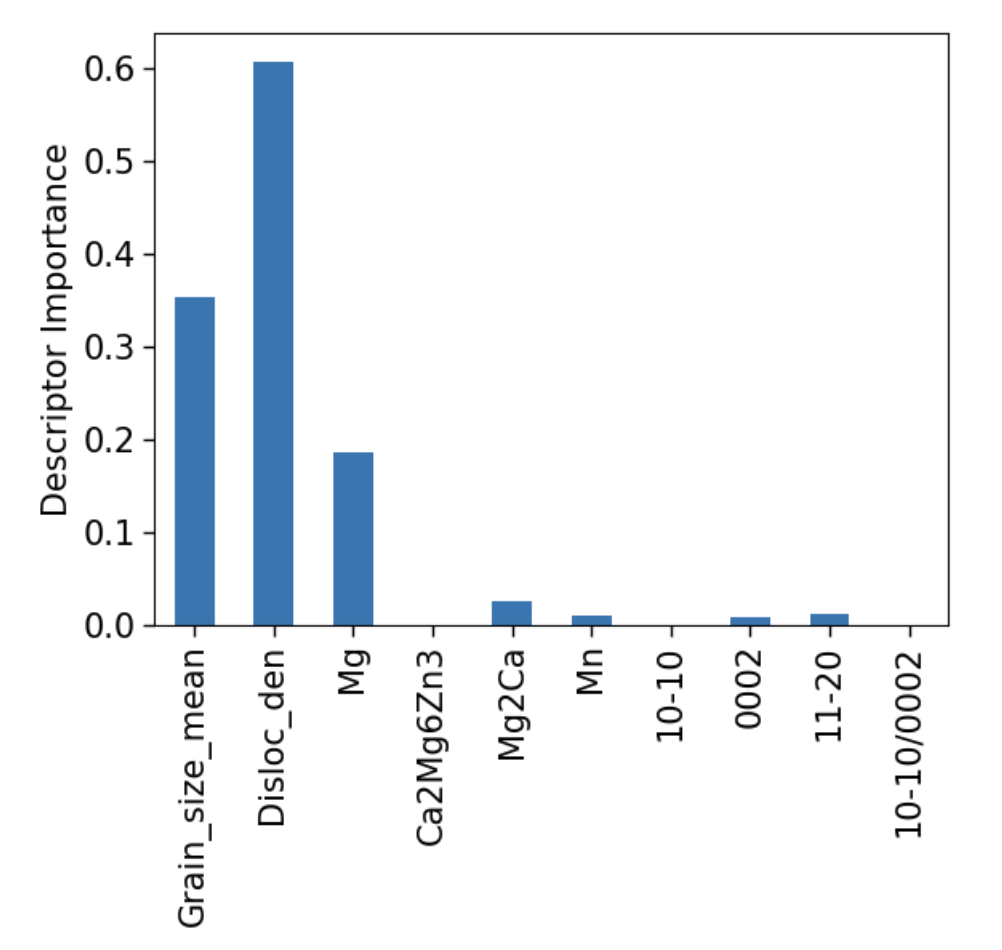 Descriptor Importance
0.6
0.5
0.4
0.3
0.2
0.1
0.0
Grain_size_mean
Disloc_den
Mg
Ca2Mg6Zn3
Mg2Ca
Mn
10-10
0002
11-20
10-10/0002